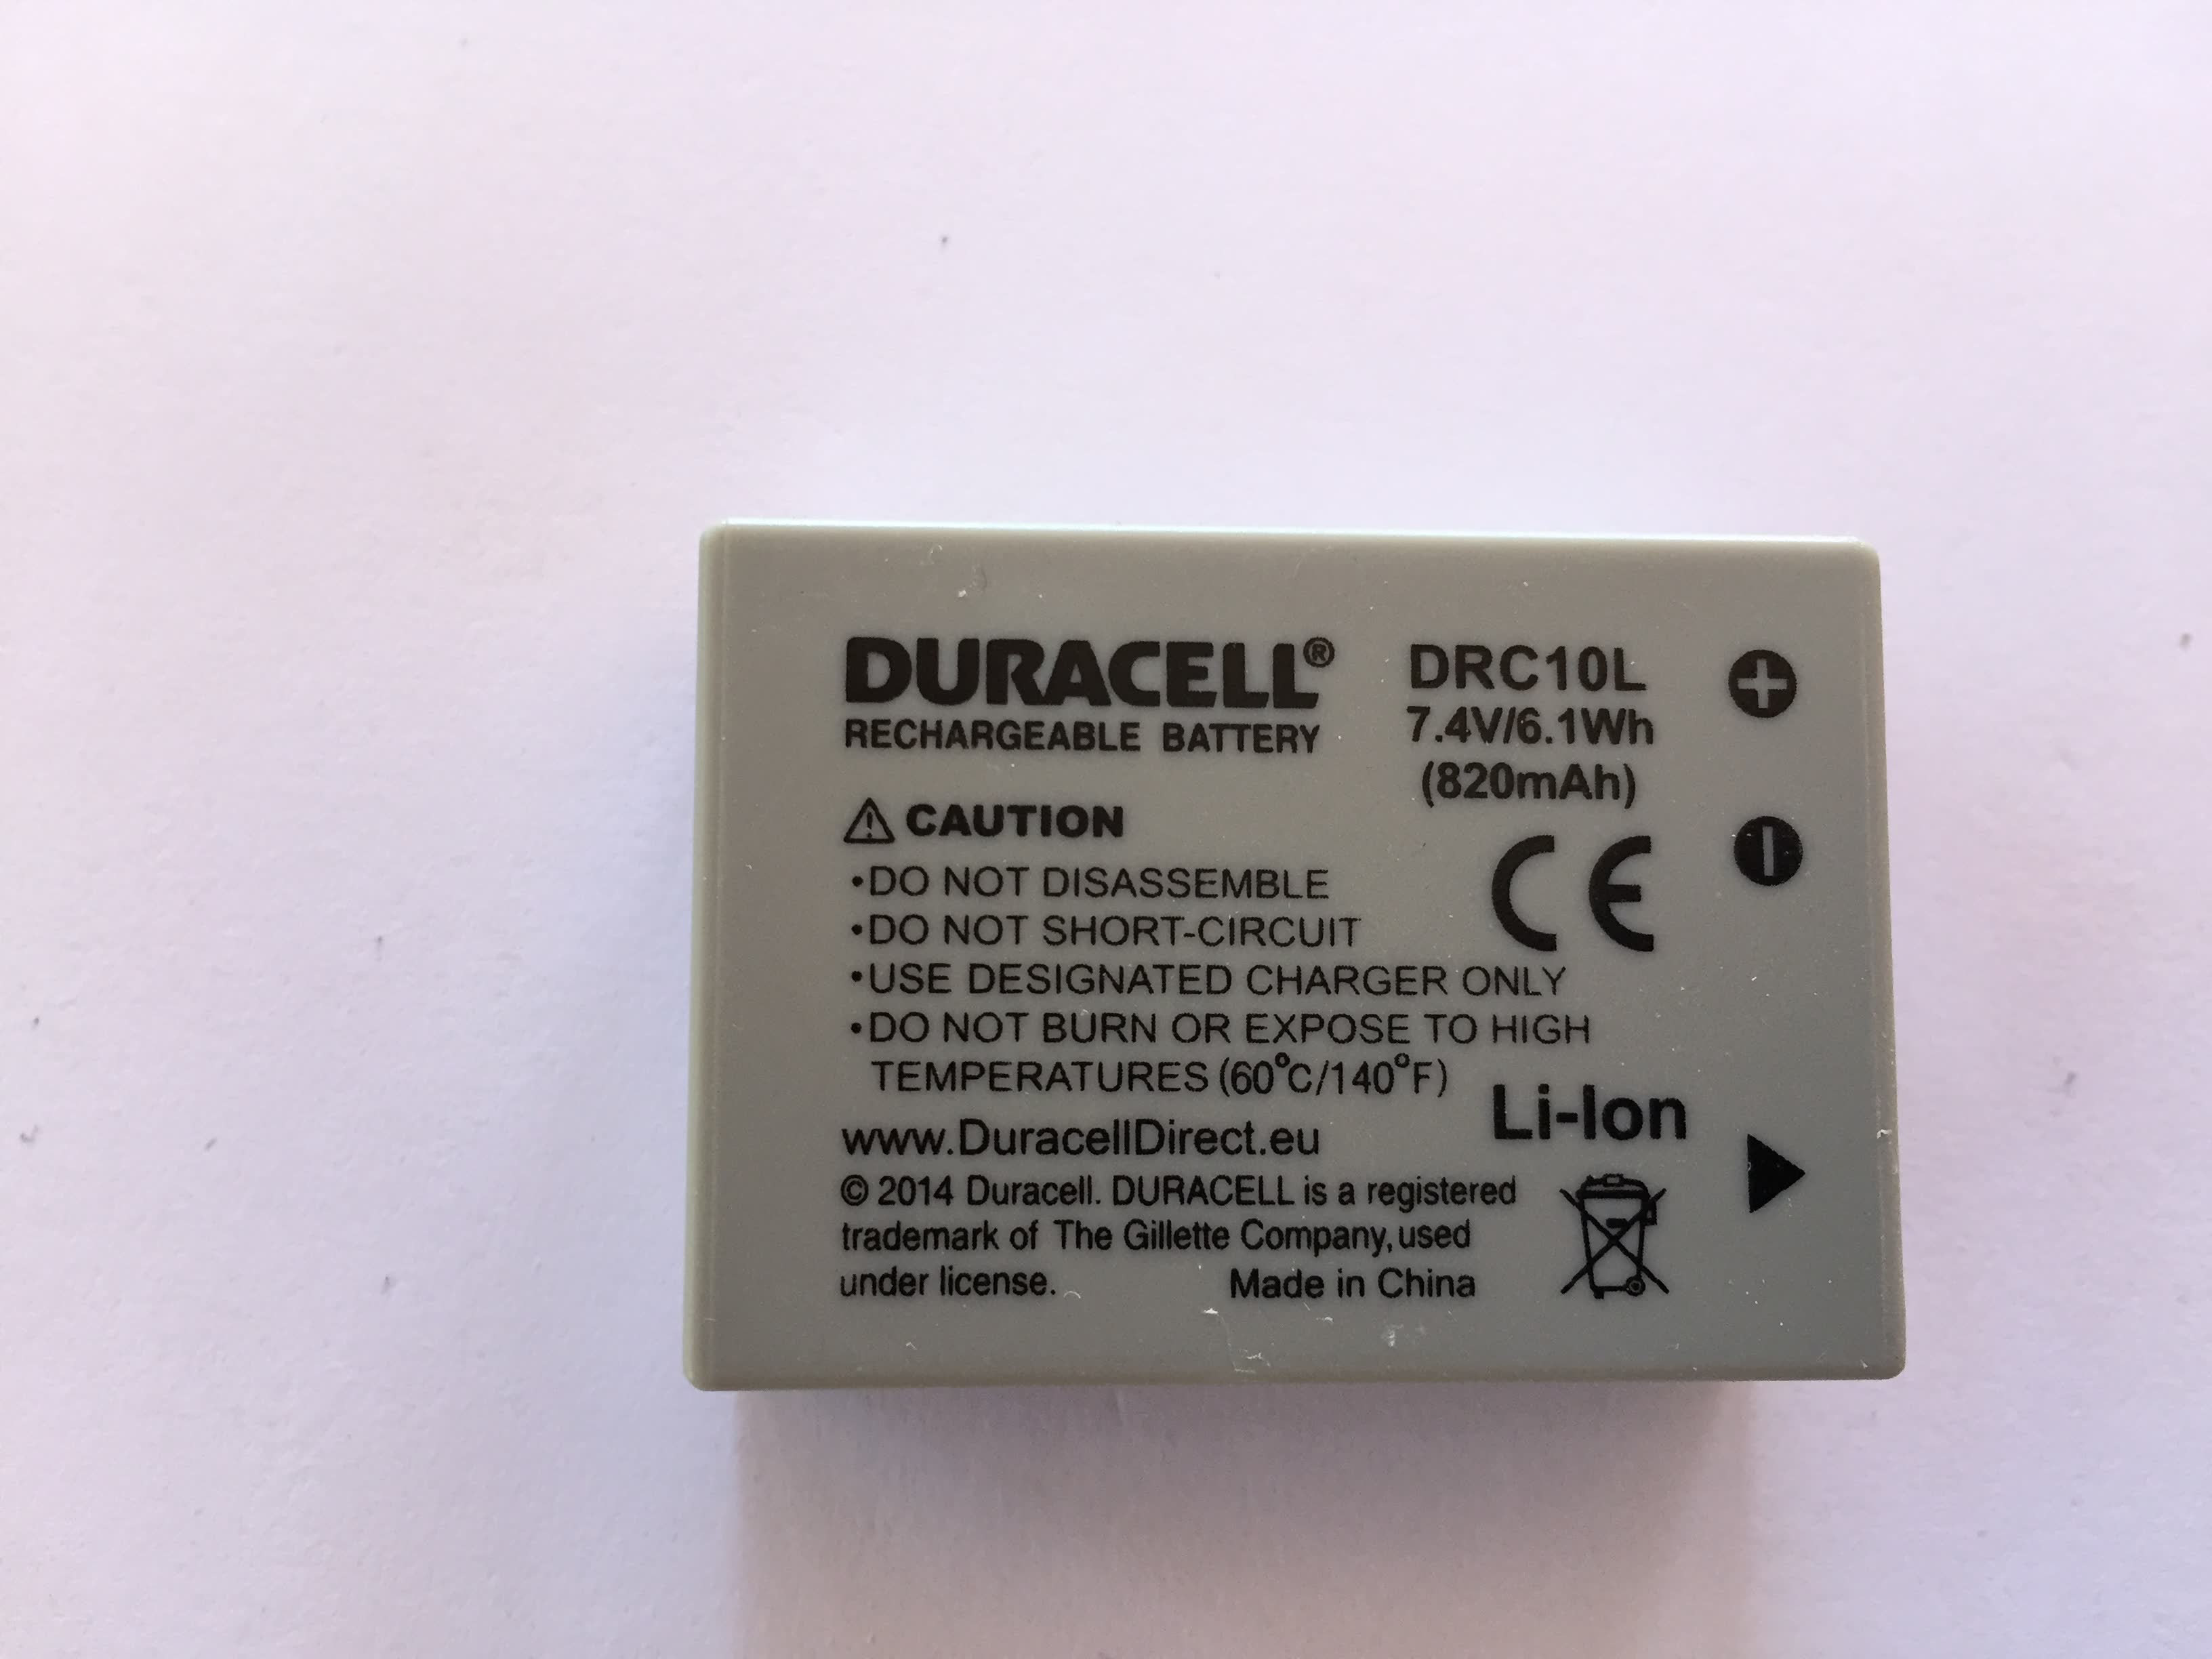 DURACELL®
RECHARGEABLE BATTERY
DRC10L
7.4V/6.1Wh
(820mAh)
⚠ CAUTION
•DO NOT DISASSEMBLE
•DO NOT SHORT-CIRCUIT
•USE DESIGNATED CHARGER ONLY
•DO NOT BURN OR EXPOSE TO HIGH
TEMPERATURES (60°C/140°F)
CE
Li-Ion
www.DuracellDirect.eu
© 2014 Duracell. DURACELL is a registered
trademark of The Gillette Company, used
under license. Made in China